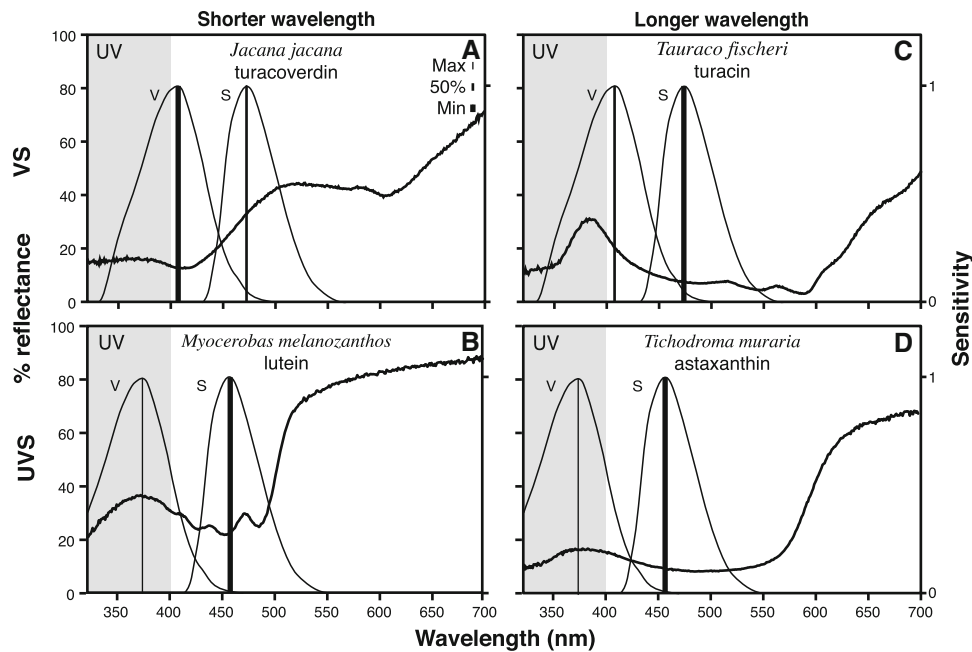 Shorter wavelength
Longer wavelength
100
80
60
40
20
0
UV
Jacana jacana
turacoverdin
A
Max
50%
Min
V
S
UV
Tauraco fischeri
turacin
C
V
S
1
0
VS
UVS
% reflectance
Sensitivity
100
80
60
40
20
0
UV
Myocerobas melanozanthos
lutein
B
V
S
UV
Tichodroma muraria
astaxanthin
D
V
S
1
0
350 400 450 500 550 600 650 700
350 400 450 500 550 600 650 700
Wavelength (nm)